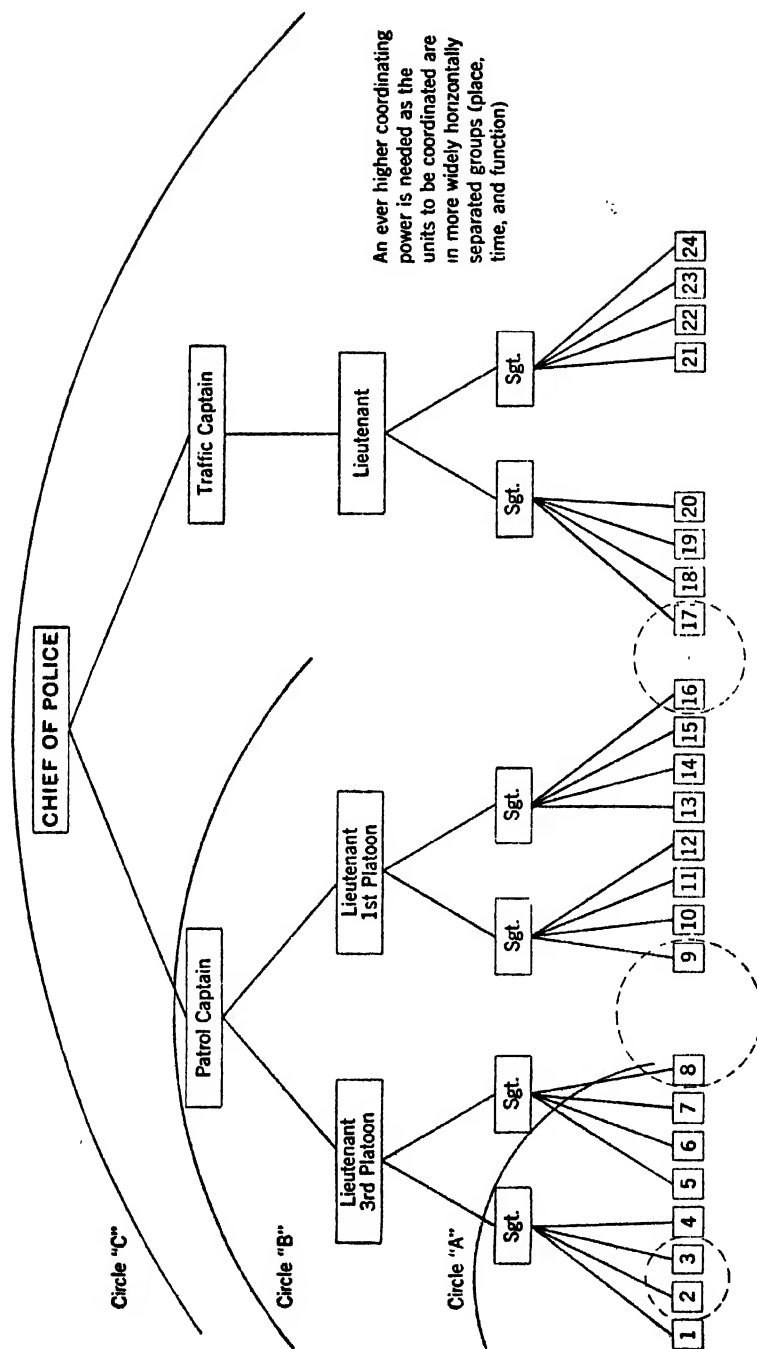 CHIEF OF POLICE
Circle "C"
Patrol Captain
Traffic Captain
Circle "B"
Lieutenant
3rd Platoon
Lieutenant
1st Platoon
Lieutenant
An ever higher coordinating
power is needed as the
units to be coordinated are
in more widely horizontally
separated groups (place,
time, and function)
Circle "A"
Sgt.
Sgt.
Sgt.
Sgt.
Sgt.
Sgt.
1 2 3 4 5 6 7 8 9 10 11 12 13 14 15 16 17 18 19 20 21 22 23 24